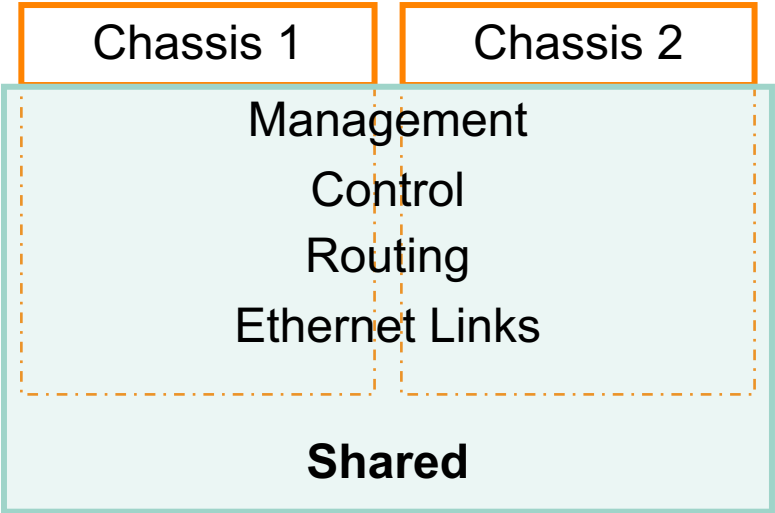 Chassis 1 Chassis 2
Management
Control
Routing
Ethernet Links
Shared